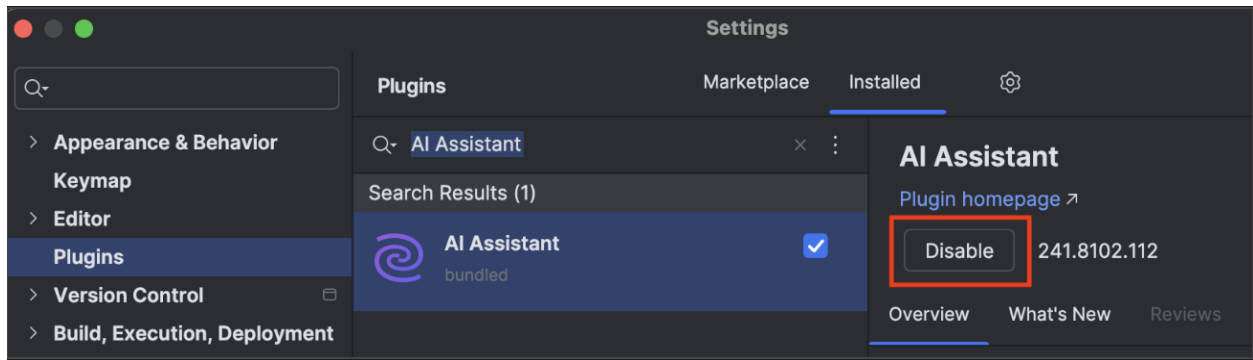 Settings
Plugins
Marketplace
Installed
Appearance & Behavior
Keymap
Editor
Plugins
Version Control
Build, Execution, Deployment
AI Assistant
Search Results (1)
AI Assistant
bundled
AI Assistant
Plugin homepage ↗
Disable 241.8102.112
Overview What's New Reviews